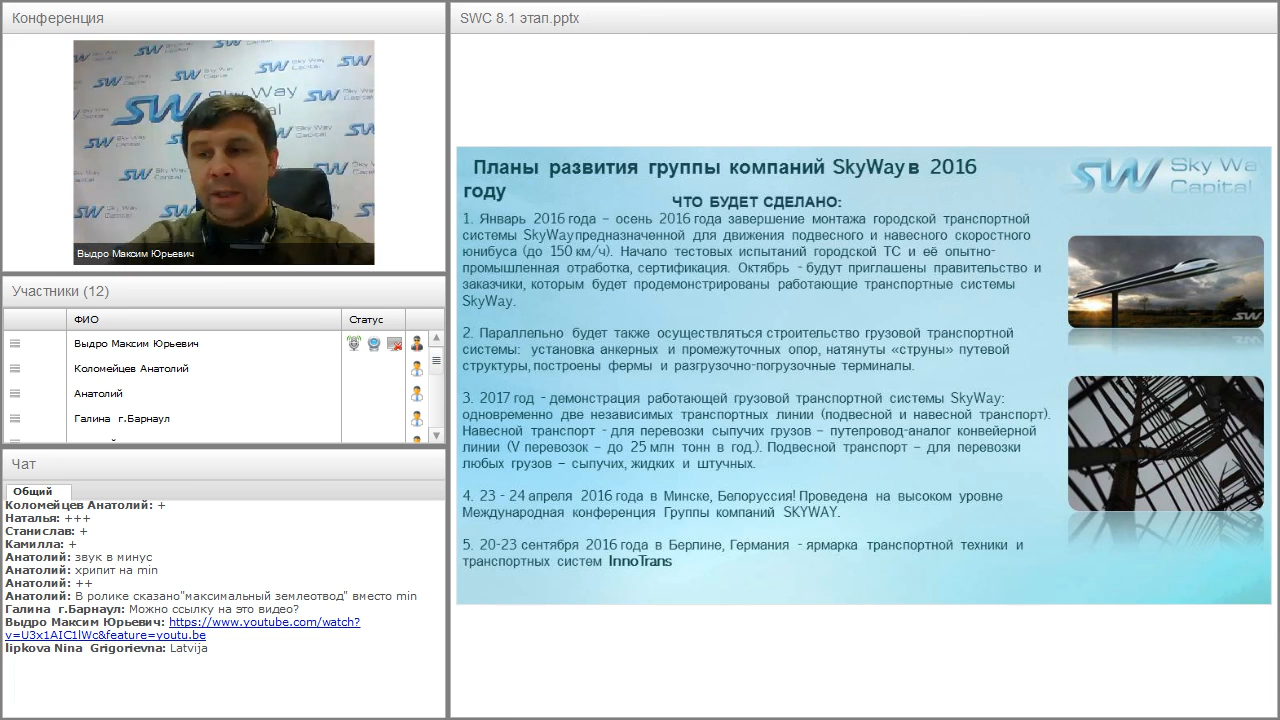 Конференция
SW Sky Way Capital
Выдро Максим Юрьевич
Участники (12)
ФИО Статус
Выдро Максим Юрьевич
Коломейцев Анатолий
Анатолий
Галина г.Барнаул
Чат
Общий
Коломейцев Анатолий: +
Наталья: +++
Станислав: +
Камилла: +
Анатолий: звук в минус
Анатолий: хрипит на min
Анатолий: ++
Анатолий: В ролике сказано"максимальный землеотвод" вместо min
Галина г.Барнаул: Можно ссылку на это видео?
Выдро Максим Юрьевич: https://www.youtube.com/watch?
v=U3x1AIC1lWc&feature=youtu.be
lipkova Nina Grigorievna: Latvija
SWC 8.1 этап.pptx
Планы развития группы компаний SkyWay в 2016
году
SW Sky Wa
Capital
ЧТО БУДЕТ СДЕЛАНО:
1. Январь 2016 года – осень 2016 года завершение монтажа городской транспортной
системы SkyWay предназначенной для движения подвесного и навесного скоростного
юнибуса (до 150 км/ч). Начало тестовых испытаний городской ТС и её опытно-
промышленная отработка, сертификация. Октябрь - будут приглашены правительство и
заказчики, которым будет продемонстрированы работающие транспортные системы
SkyWay.
2. Параллельно будет также осуществляться строительство грузовой транспортной
системы: установка анкерных и промежуточных опор, натянуты «струны» путевой
структуры, построены фермы и разгрузочно-погрузочные терминалы.
3. 2017 год - демонстрация работающей грузовой транспортной системы SkyWay:
одновременно две независимых транспортных линии (подвесной и навесной транспорт).
Навесной транспорт - для перевозки сыпучих грузов – путепровод-аналог конвейерной
линии (V перевозок – до 25 млн тонн в год.). Подвесной транспорт – для перевозки
любых грузов – сыпучих, жидких и штучных.
4. 23 - 24 апреля 2016 года в Минске, Белоруссия! Проведена на высоком уровне
Международная конференция Группы компаний SKYWAY.
5. 20-23 сентября 2016 года в Берлине, Германия - ярмарка транспортной техники и
транспортных систем InnoTrans
SW